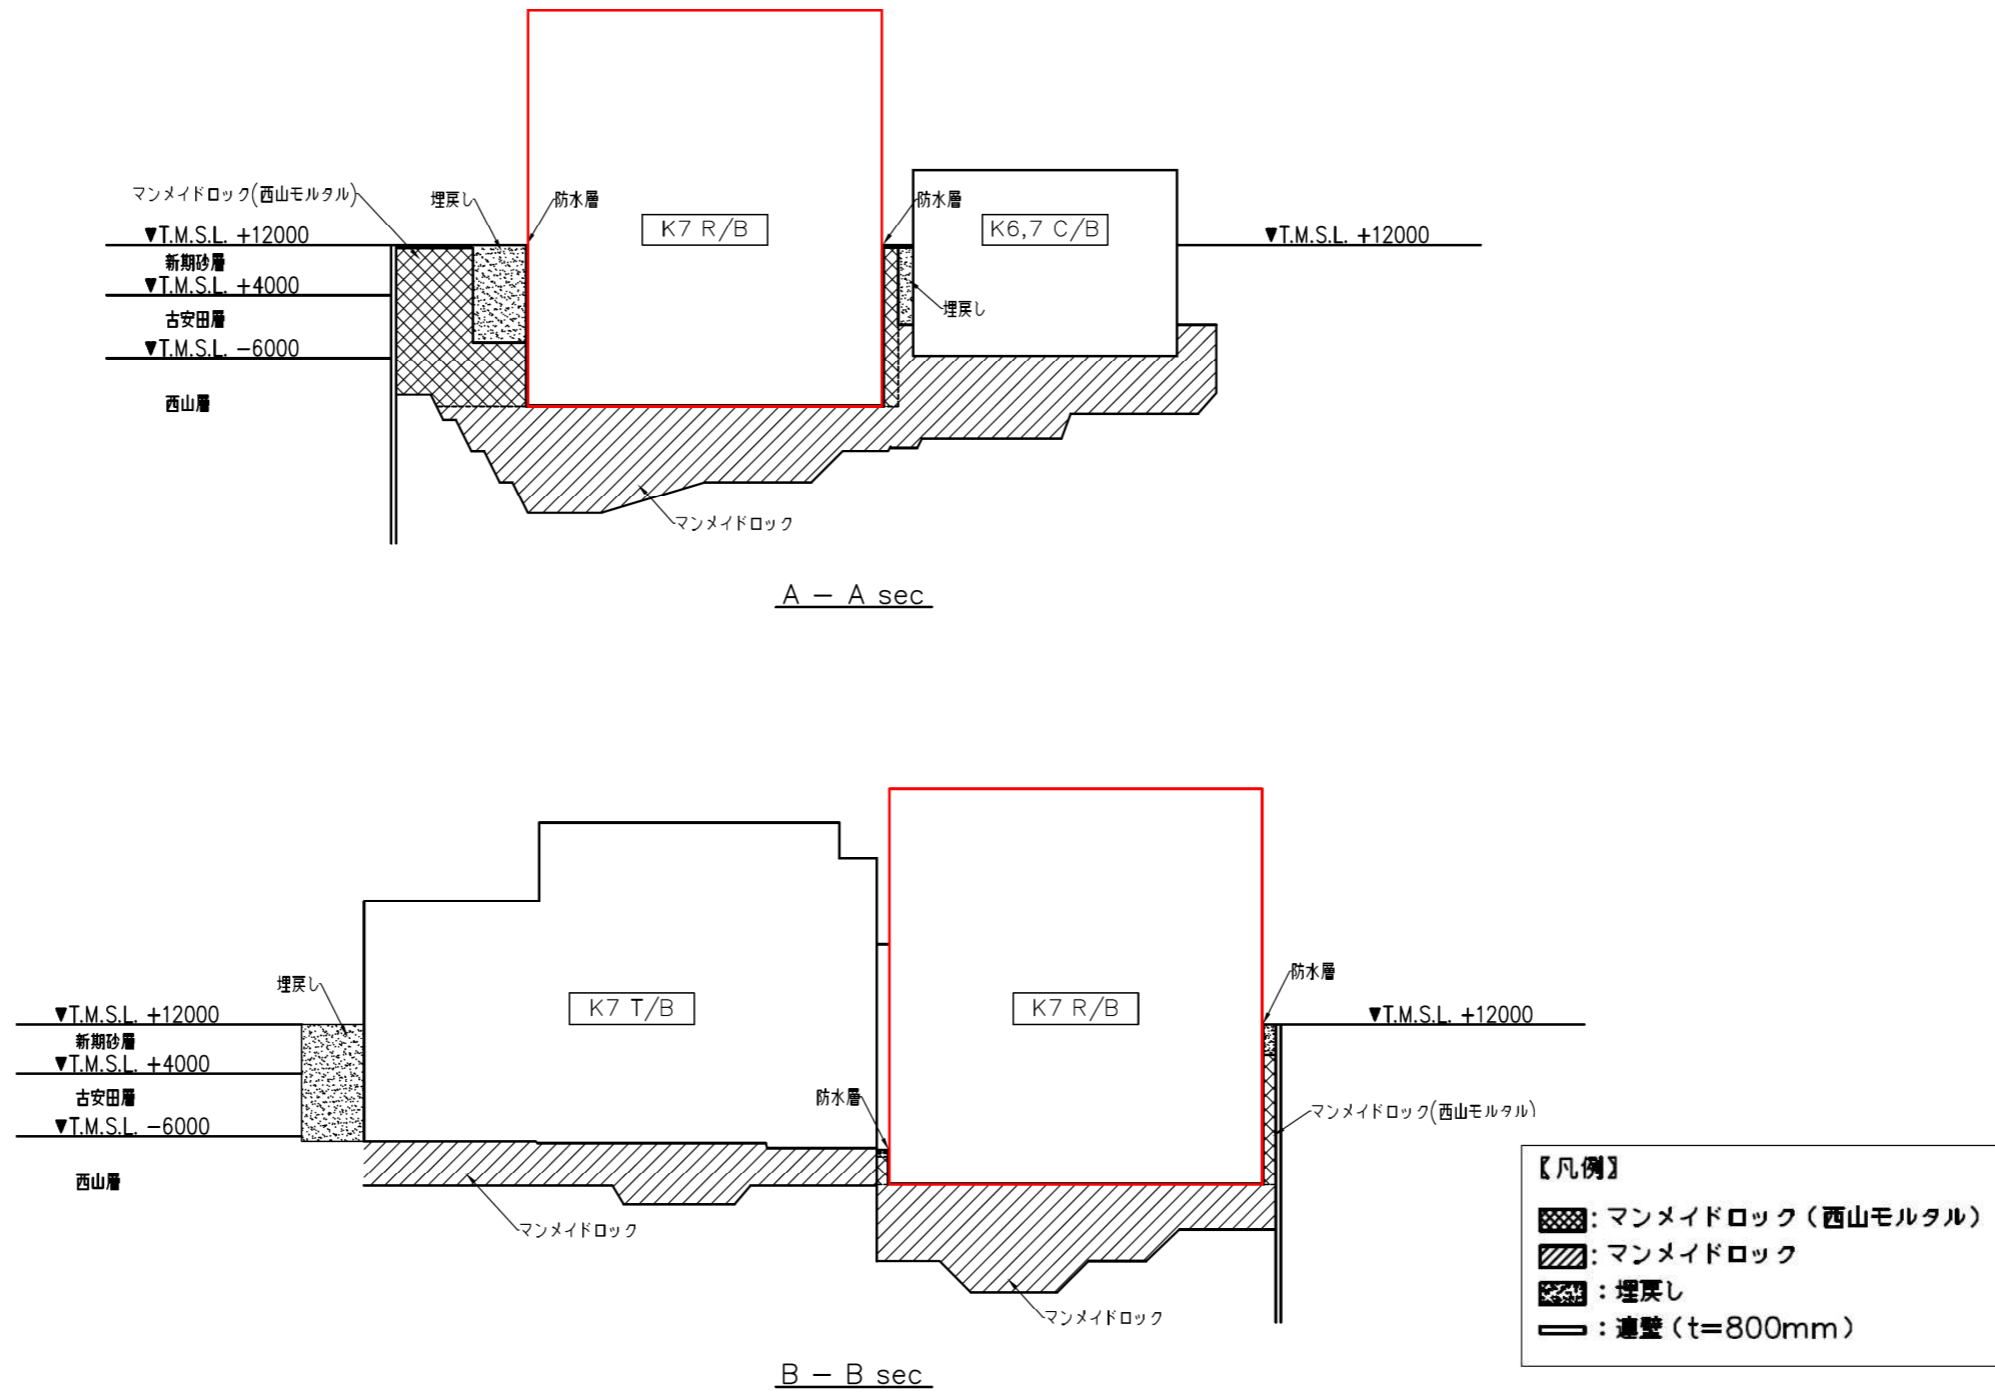 マンメイドロック(西山モルタル)
埋戻し
防水層
K7 R/B
防水層
K6,7 C/B
▼T.M.S.L. +12000
▼T.M.S.L. +12000
新期砂層
▼T.M.S.L. +4000
埋戻し
古安田層
▼T.M.S.L. −6000
西山層
マンメイドロック
A − A sec
防水層
埋戻し
K7 T/B
K7 R/B
▼T.M.S.L. +12000
▼T.M.S.L. +12000
新期砂層
▼T.M.S.L. +4000
古安田層
防水層
マンメイドロック(西山モルタル)
▼T.M.S.L. −6000
西山層
マンメイドロック
マンメイドロック
B − B sec
【凡例】
：マンメイドロック（西山モルタル）
：マンメイドロック
：埋戻し
：連壁（t=800mm）